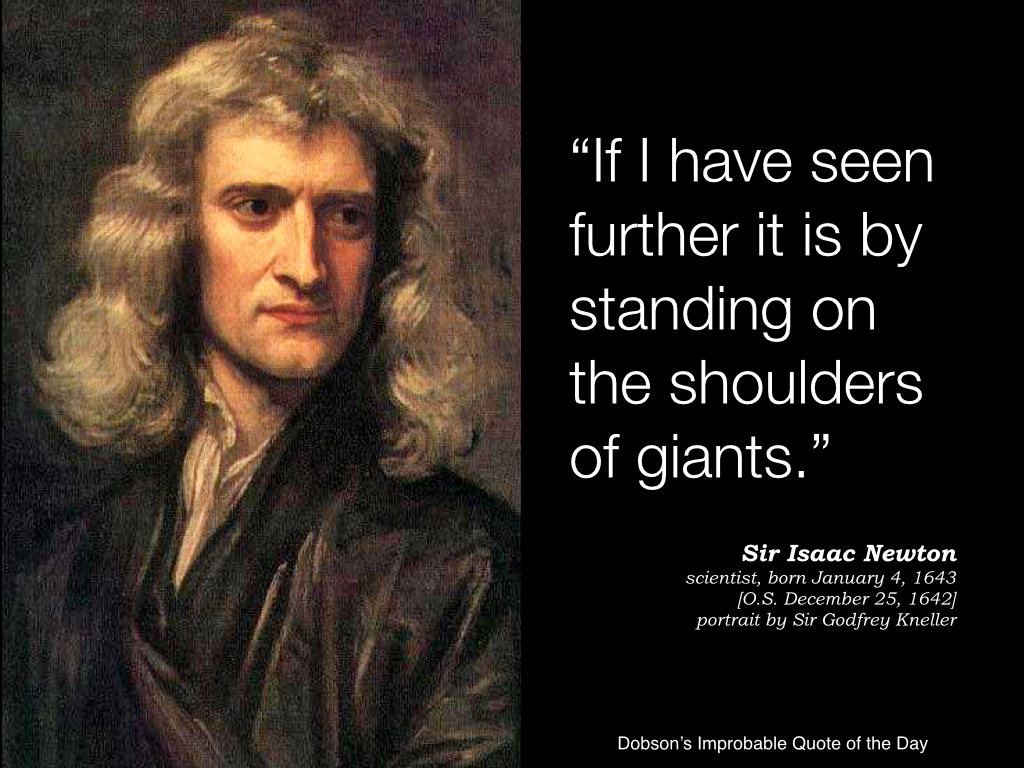 “If I have seen
further it is by
standing on
the shoulders
of giants.”
Sir Isaac Newton
scientist, born January 4, 1643
[O.S. December 25, 1642]
portrait by Sir Godfrey Kneller
Dobson’s Improbable Quote of the Day